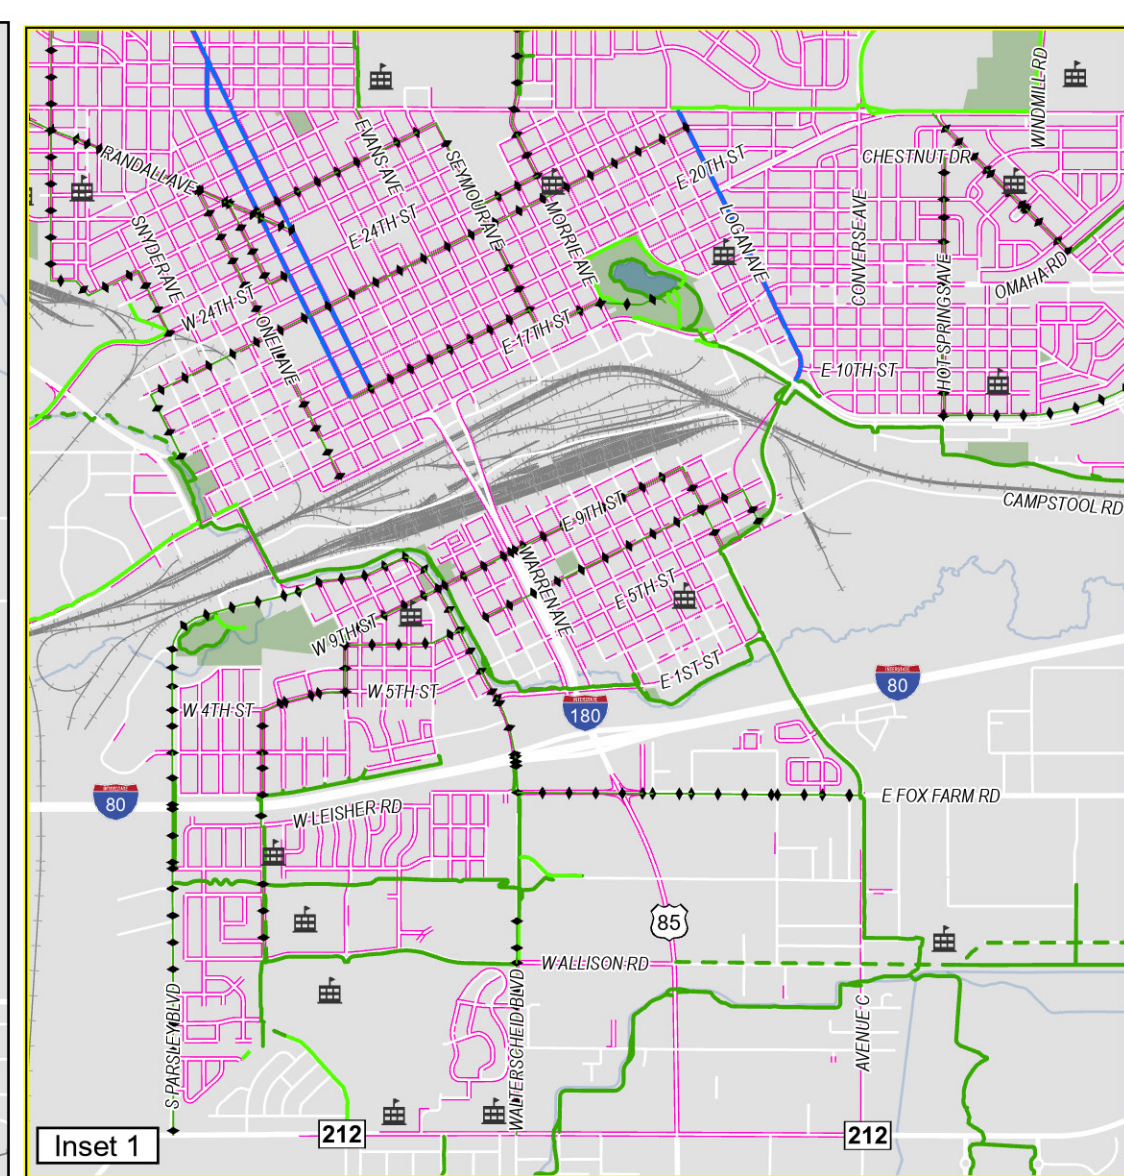 WINDMILL RD
EVANS AVE
RANDALL AVE
SEYMOUR AVE
E 20TH ST
CHESTNUT DR
SNYDER AVE
E 24TH ST
MORRIE AVE
LOGAN AVE
CONVERSE AVE
HOT SPRINGS AVE
OMAHA RD
W 24TH ST
ONEIL AVE
E 17TH ST
E 10TH ST
CAMPSTOOL RD
E 9TH ST
WARREN AVE
E 5TH ST
W 9TH ST
E 1ST ST
W 5TH ST
W 4TH ST
INTERSTATE
80
INTERSTATE
180
INTERSTATE
80
E FOX FARM RD
W LEISHER RD
85
W ALLISON RD
S PARSLEY BLVD
WALTERSCHEID BLVD
AVENUE C
212
212
Inset 1